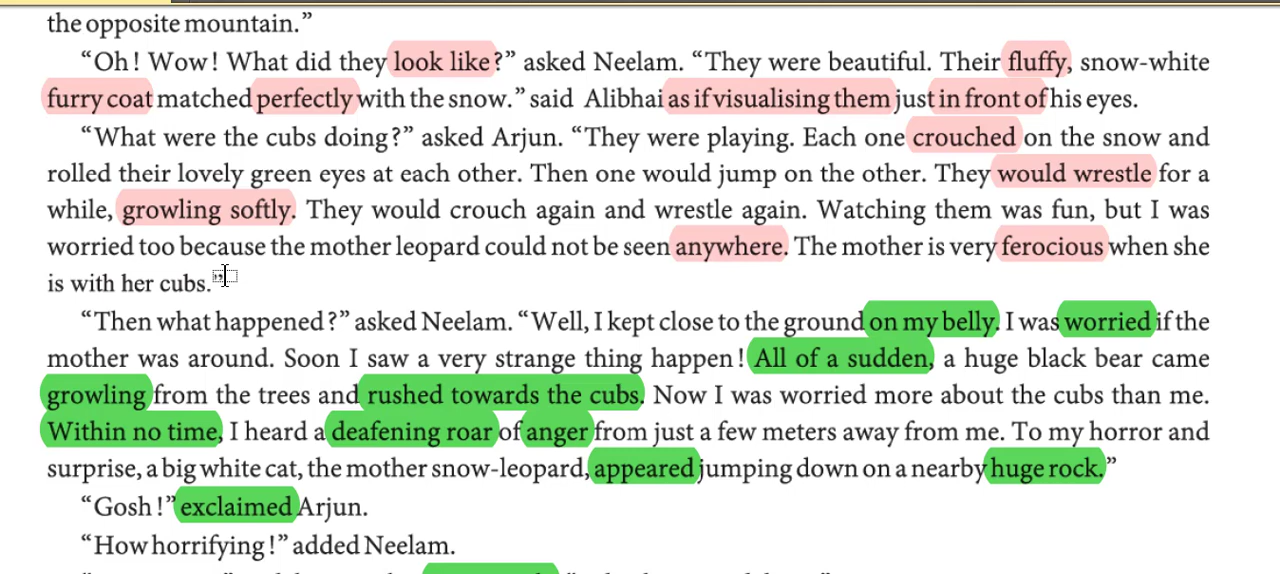 the opposite mountain.”
“Oh! Wow! What did they look like?” asked Neelam. “They were beautiful. Their fluffy, snow-white
furry coat matched perfectly with the snow.” said Alibhai as if visualising them just in front of his eyes.
“What were the cubs doing?” asked Arjun. “They were playing. Each one crouched on the snow and
rolled their lovely green eyes at each other. Then one would jump on the other. They would wrestle for a
while, growling softly. They would crouch again and wrestle again. Watching them was fun, but I was
worried too because the mother leopard could not be seen anywhere. The mother is very ferocious when she
is with her cubs.”
“Then what happened?” asked Neelam. “Well, I kept close to the ground on my belly. I was worried if the
mother was around. Soon I saw a very strange thing happen! All of a sudden, a huge black bear came
growling from the trees and rushed towards the cubs. Now I was worried more about the cubs than me.
Within no time, I heard a deafening roar of anger from just a few meters away from me. To my horror and
surprise, a big white cat, the mother snow-leopard, appeared jumping down on a nearby huge rock.”
“Gosh!” exclaimed Arjun.
“How horrifying!” added Neelam.